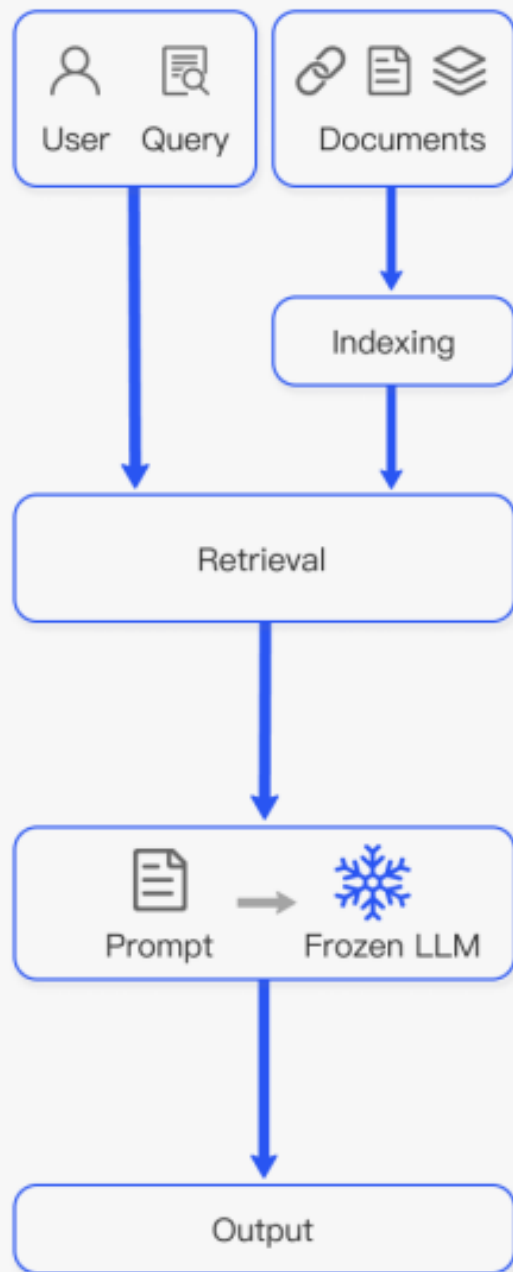 User Query
Documents
Indexing
Retrieval
Prompt
Frozen LLM
Output